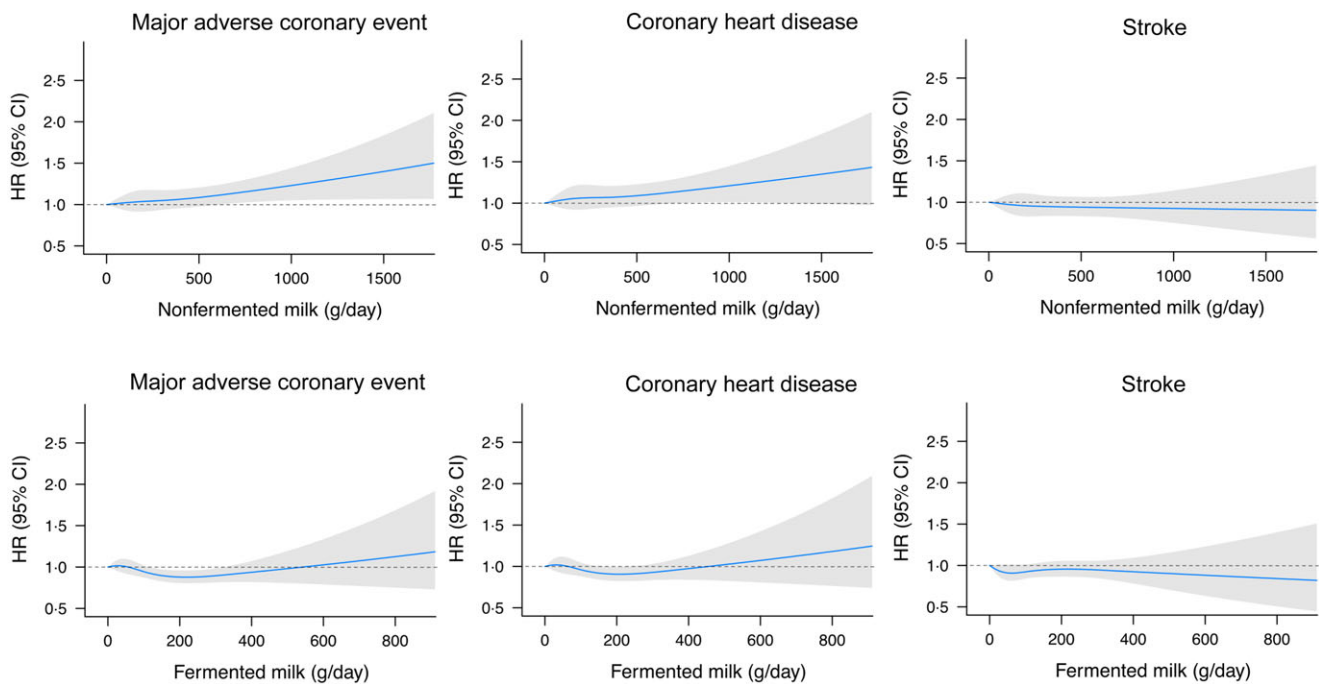 Major adverse coronary event
HR (95% CI)
2·5
2·0
1·5
1·0
0·5
0 500 1000 1500
Nonfermented milk (g/day)
Coronary heart disease
HR (95% CI)
2·5
2·0
1·5
1·0
0·5
0 500 1000 1500
Nonfermented milk (g/day)
Stroke
HR (95% CI)
2·5
2·0
1·5
1·0
0·5
0 500 1000 1500
Nonfermented milk (g/day)
Major adverse coronary event
HR (95% CI)
2·5
2·0
1·5
1·0
0·5
0 200 400 600 800
Fermented milk (g/day)
Coronary heart disease
HR (95% CI)
2·5
2·0
1·5
1·0
0·5
0 200 400 600 800
Fermented milk (g/day)
Stroke
HR (95% CI)
2·5
2·0
1·5
1·0
0·5
0 200 400 600 800
Fermented milk (g/day)